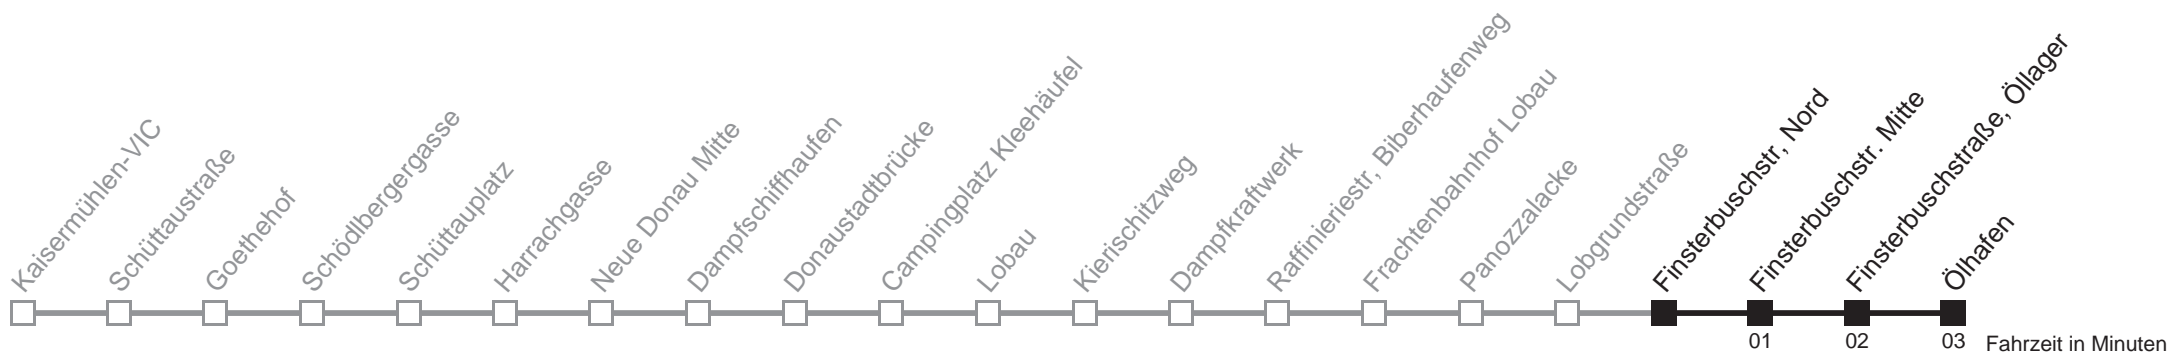 Kaisermühlen-VIC
Schüttaustraße
Goethehof
Schödlbergergasse
Schüttauplatz
Harrachgasse
Neue Donau Mitte
Dampfschiffhaufen
Donaustadtbrücke
Campingplatz Kleehäufel
Lobau
Kierischitzweg
Dampfkraftwerk
Raffinieriestr, Biberhaufenweg
Frachtenbahnhof Lobau
Panozzalacke
Lobgrundstraße
Finsterbuschstr, Nord
Finsterbuschstr. Mitte
Finsterbuschstraße, Öllager
Ölhafen
01 02 03 Fahrzeit in Minuten